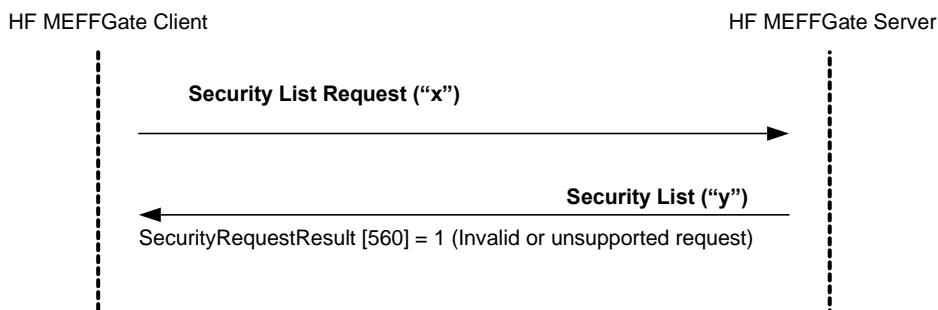 HF MEFFGate Client
HF MEFFGate Server
Security List Request (“x”)
Security List (“y”)
SecurityRequestResult [560] = 1 (Invalid or unsupported request)